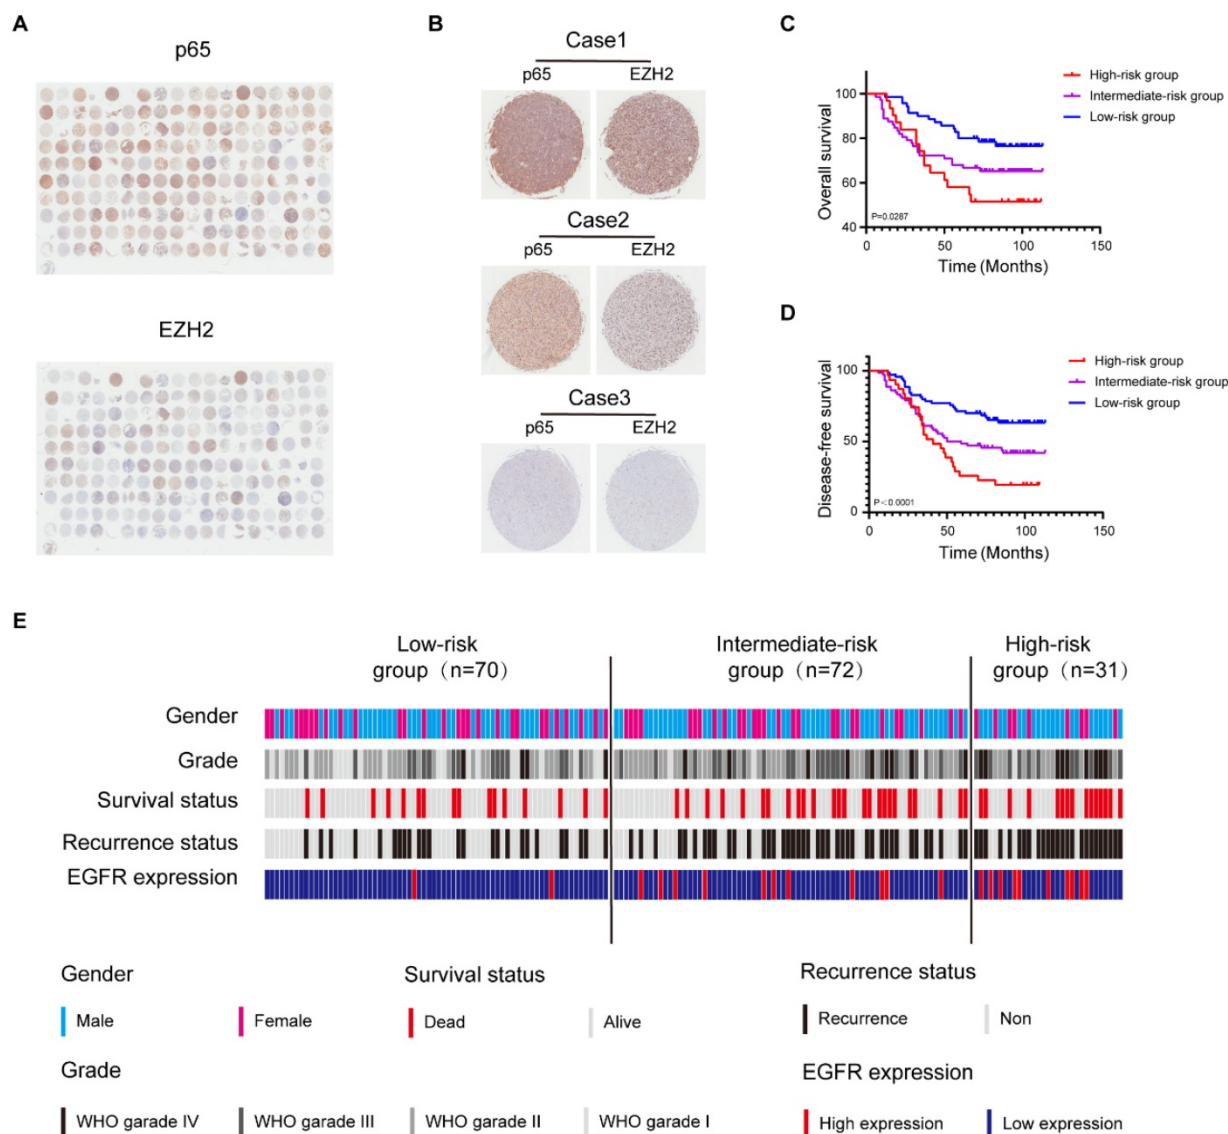 A
p65
EZH2
B
Case1
p65 EZH2
Case2
p65 EZH2
Case3
p65 EZH2
C
High-risk group
Intermediate-risk group
Low-risk group
Overall survival
100
80
60
40
P=0.0287
0 50 100 150
Time (Months)
D
High-risk group
Intermediate-risk group
Low-risk group
Disease-free survival
100
50
0
P<0.0001
0 50 100 150
Time (Months)
E
Low-risk group (n=70)
Intermediate-risk group (n=72)
High-risk group (n=31)
Gender
Grade
Survival status
Recurrence status
EGFR expression
Gender
Male Female
Survival status
Dead Alive
Recurrence status
Recurrence Non
Grade
WHO garade IV WHO garade III WHO garade II WHO garade I
EGFR expression
High expression Low expression